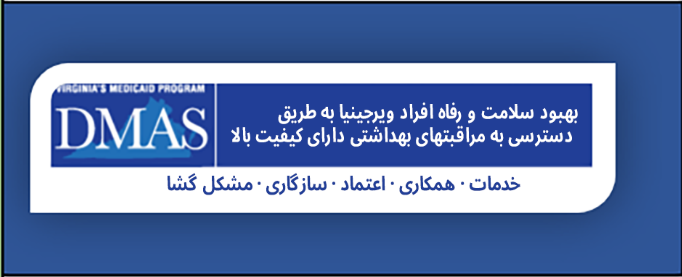 VIRGINIA'S MEDICAID PROGRAM
DMAS
بهبود سلامت و رفاه افراد ویرجینیا به طریق
دسترسی به مراقبتهای بهداشتی دارای کیفیت بالا
خدمات · همکاری · اعتماد · سازگاری · مشکل گشا